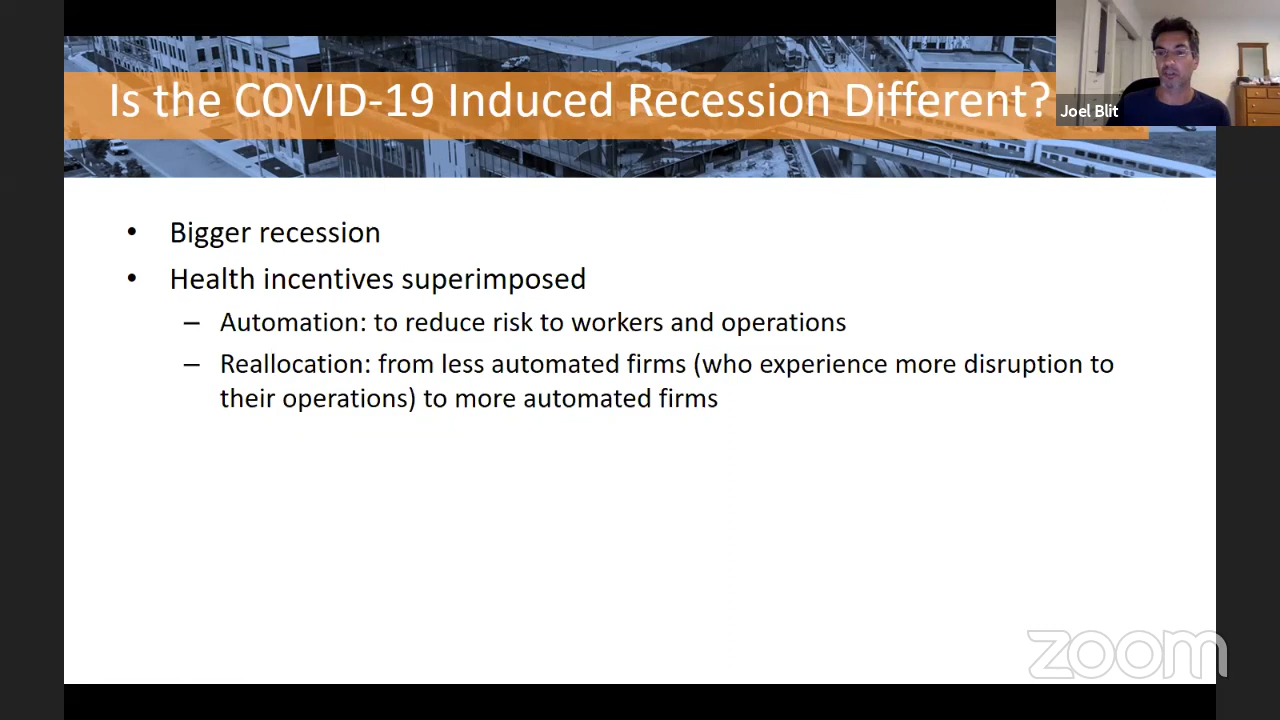 Is the COVID-19 Induced Recession Different?
Joel Blit
• Bigger recession
• Health incentives superimposed
– Automation: to reduce risk to workers and operations
– Reallocation: from less automated firms (who experience more disruption to
their operations) to more automated firms
zoom